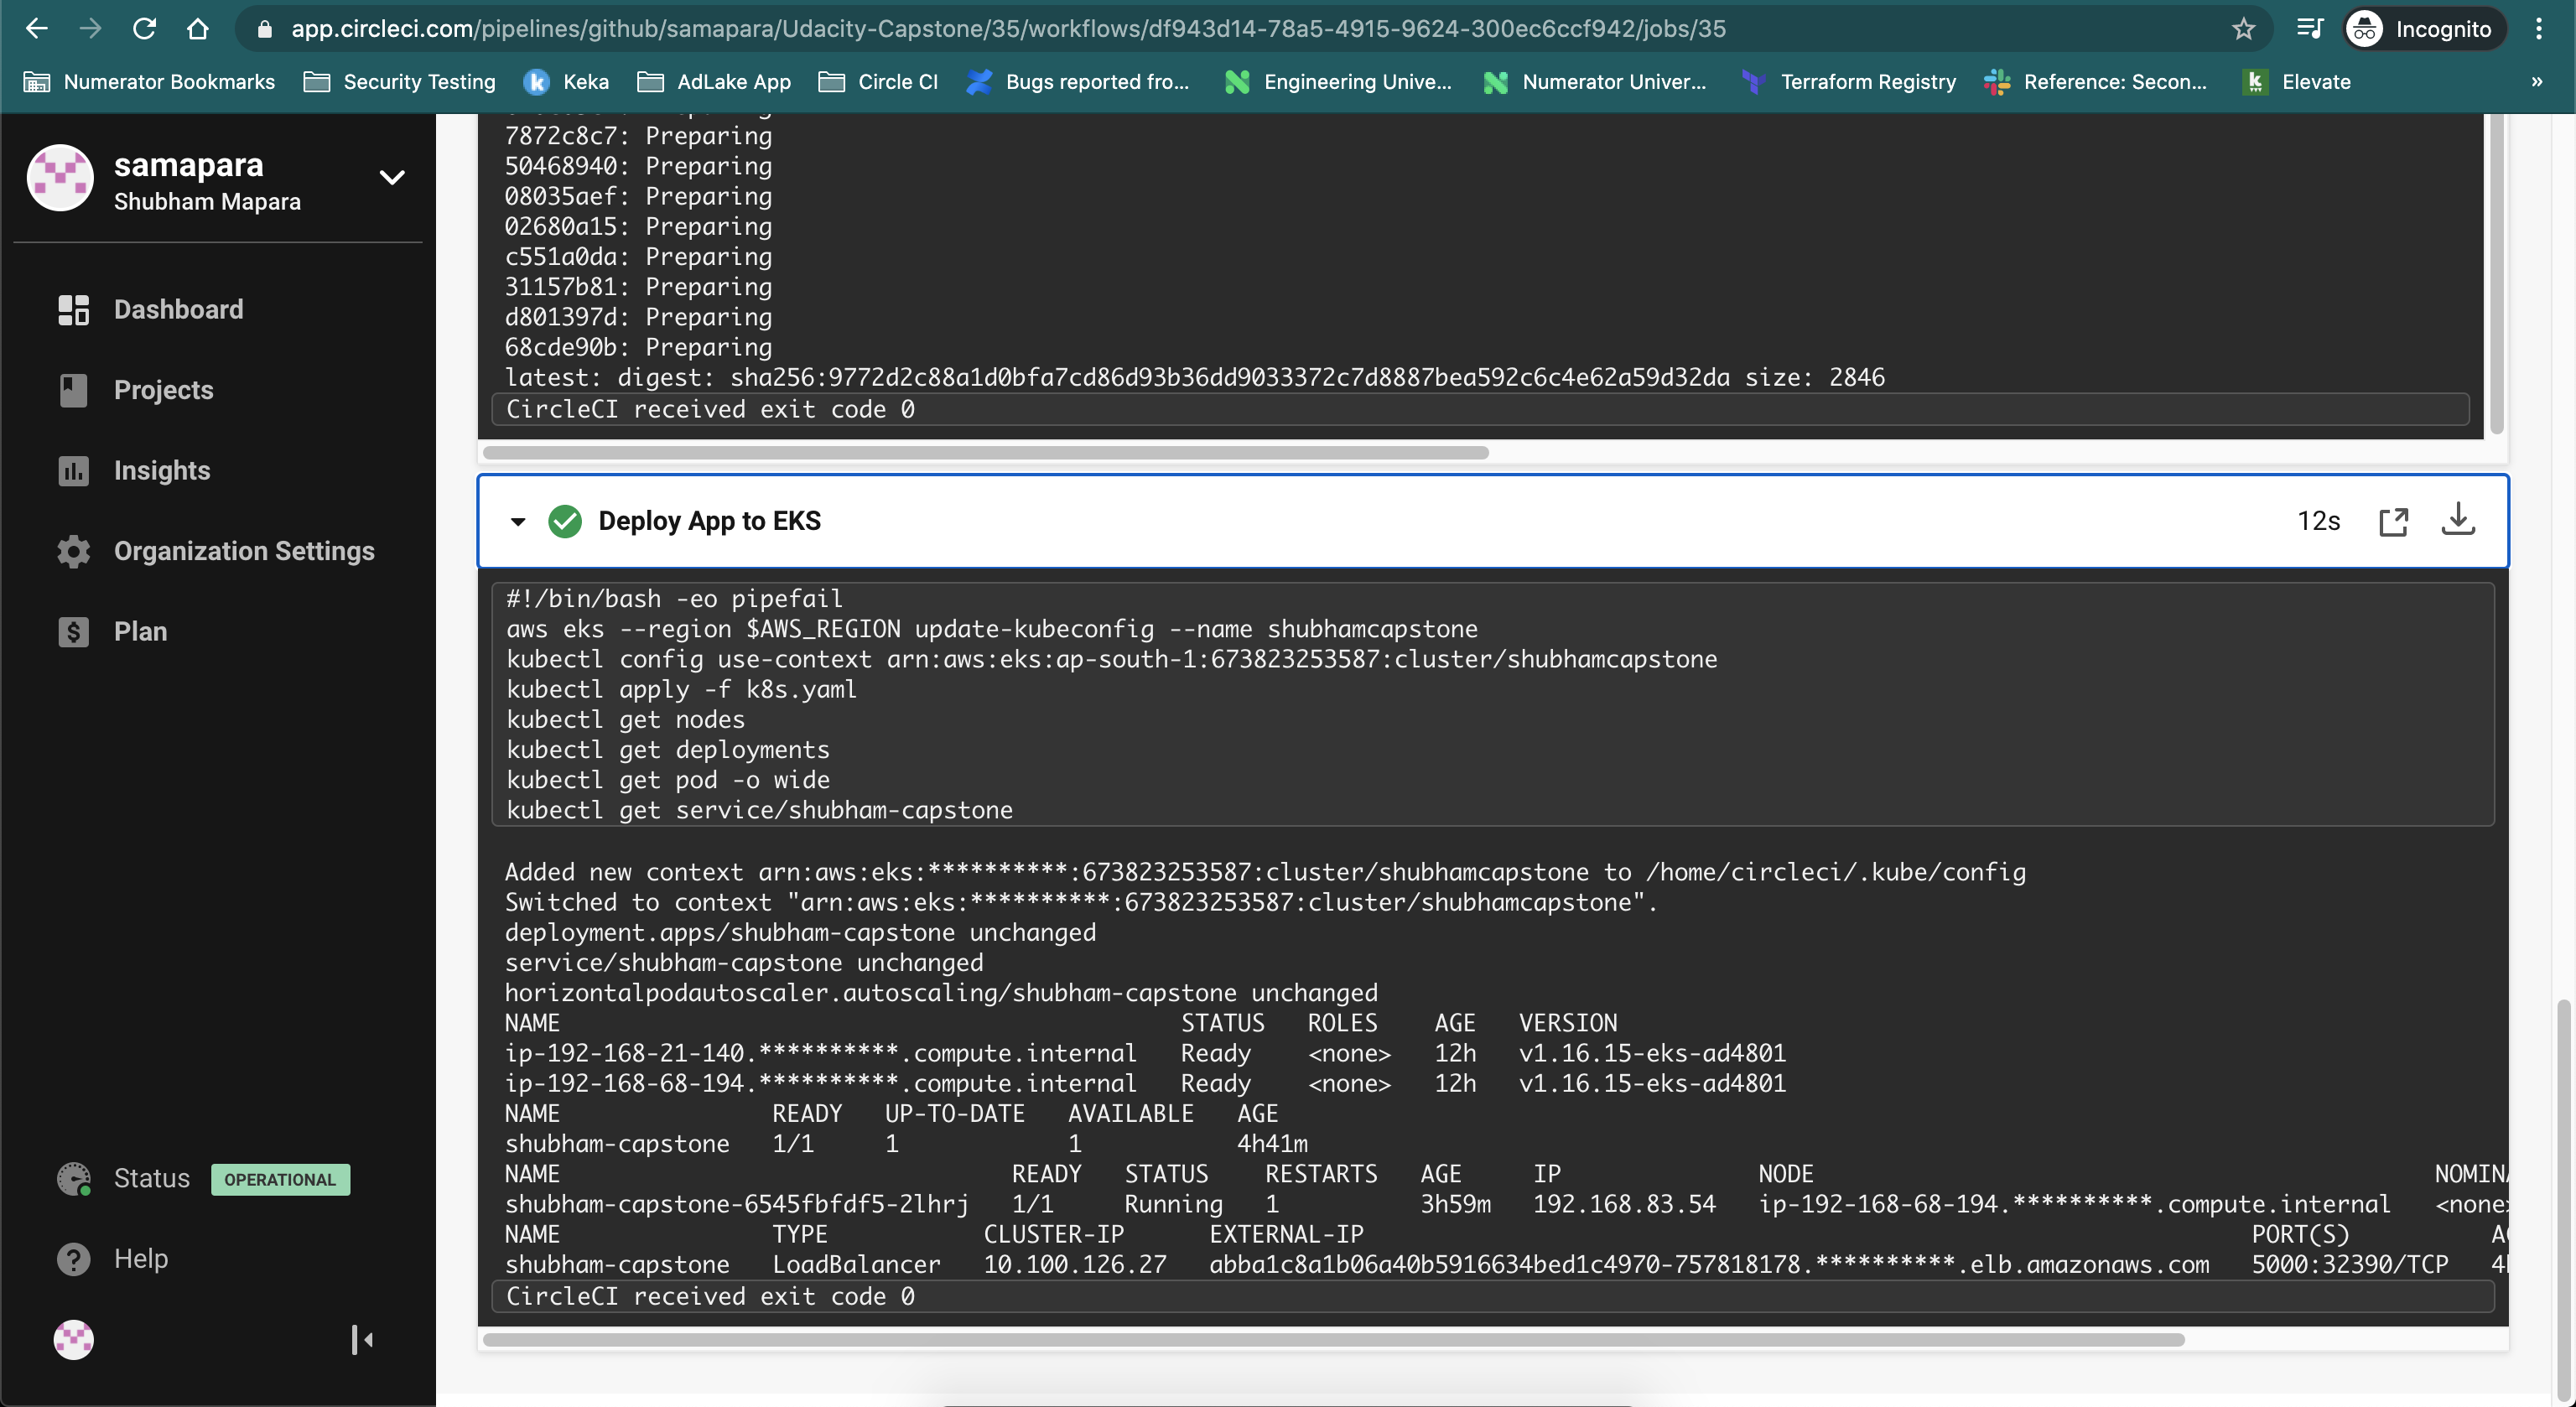 app.circleci.com/pipelines/github/samapara/Udacity-Capstone/35/workflows/df943d14-78a5-4915-9624-300ec6ccf942/jobs/35
Incognito
Numerator Bookmarks
Security Testing
Keka
AdLake App
Circle CI
Bugs reported fro...
Engineering Unive...
Numerator Univer...
Terraform Registry
Reference: Secon...
Elevate
»
samapara
Shubham Mapara
Dashboard
Projects
Insights
Organization Settings
Plan
Status
OPERATIONAL
Help
7872c8c7: Preparing
50468940: Preparing
08035aef: Preparing
02680a15: Preparing
c551a0da: Preparing
31157b81: Preparing
d801397d: Preparing
68cde90b: Preparing
latest: digest: sha256:9772d2c88a1d0bfa7cd86d93b36dd9033372c7d8887bea592c6c4e62a59d32da size: 2846
CircleCI received exit code 0
Deploy App to EKS
12s
#!/bin/bash -eo pipefail
aws eks --region $AWS_REGION update-kubeconfig --name shubhamcapstone
kubectl config use-context arn:aws:eks:ap-south-1:673823253587:cluster/shubhamcapstone
kubectl apply -f k8s.yaml
kubectl get nodes
kubectl get deployments
kubectl get pod -o wide
kubectl get service/shubham-capstone
Added new context arn:aws:eks:**********:673823253587:cluster/shubhamcapstone to /home/circleci/.kube/config
Switched to context "arn:aws:eks:**********:673823253587:cluster/shubhamcapstone".
deployment.apps/shubham-capstone unchanged
service/shubham-capstone unchanged
horizontalpodautoscaler.autoscaling/shubham-capstone unchanged
NAME STATUS ROLES AGE VERSION
ip-192-168-21-140.**********.compute.internal Ready <none> 12h v1.16.15-eks-ad4801
ip-192-168-68-194.**********.compute.internal Ready <none> 12h v1.16.15-eks-ad4801
NAME READY UP-TO-DATE AVAILABLE AGE
shubham-capstone 1/1 1 1 4h41m
NAME READY STATUS RESTARTS AGE IP NODE
shubham-capstone-6545fbfdf5-2lhrj 1/1 Running 1 3h59m 192.168.83.54 ip-192-168-68-194.**********.compute.internal <none>
NAME TYPE CLUSTER-IP EXTERNAL-IP PORT(S)
shubham-capstone LoadBalancer 10.100.126.27 abba1c8a1b06a40b5916634bed1c4970-757818178.**********.elb.amazonaws.com 5000:32390/TCP
CircleCI received exit code 0